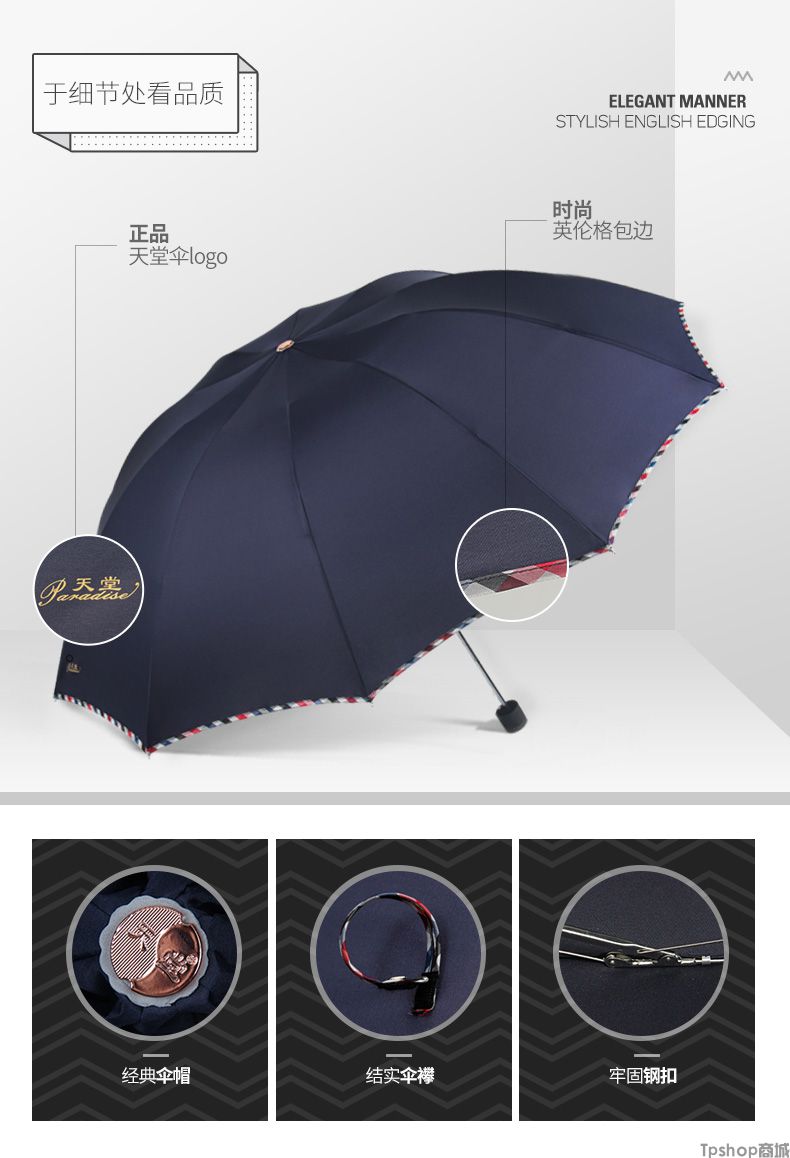 于细节处看品质
ELEGANT MANNER
STYLISH ENGLISH EDGING
正品
天堂伞logo
时尚
英伦格包边
天堂
Paradise
经典伞帽
结实伞襻
牢固钢扣
Tpshop商城